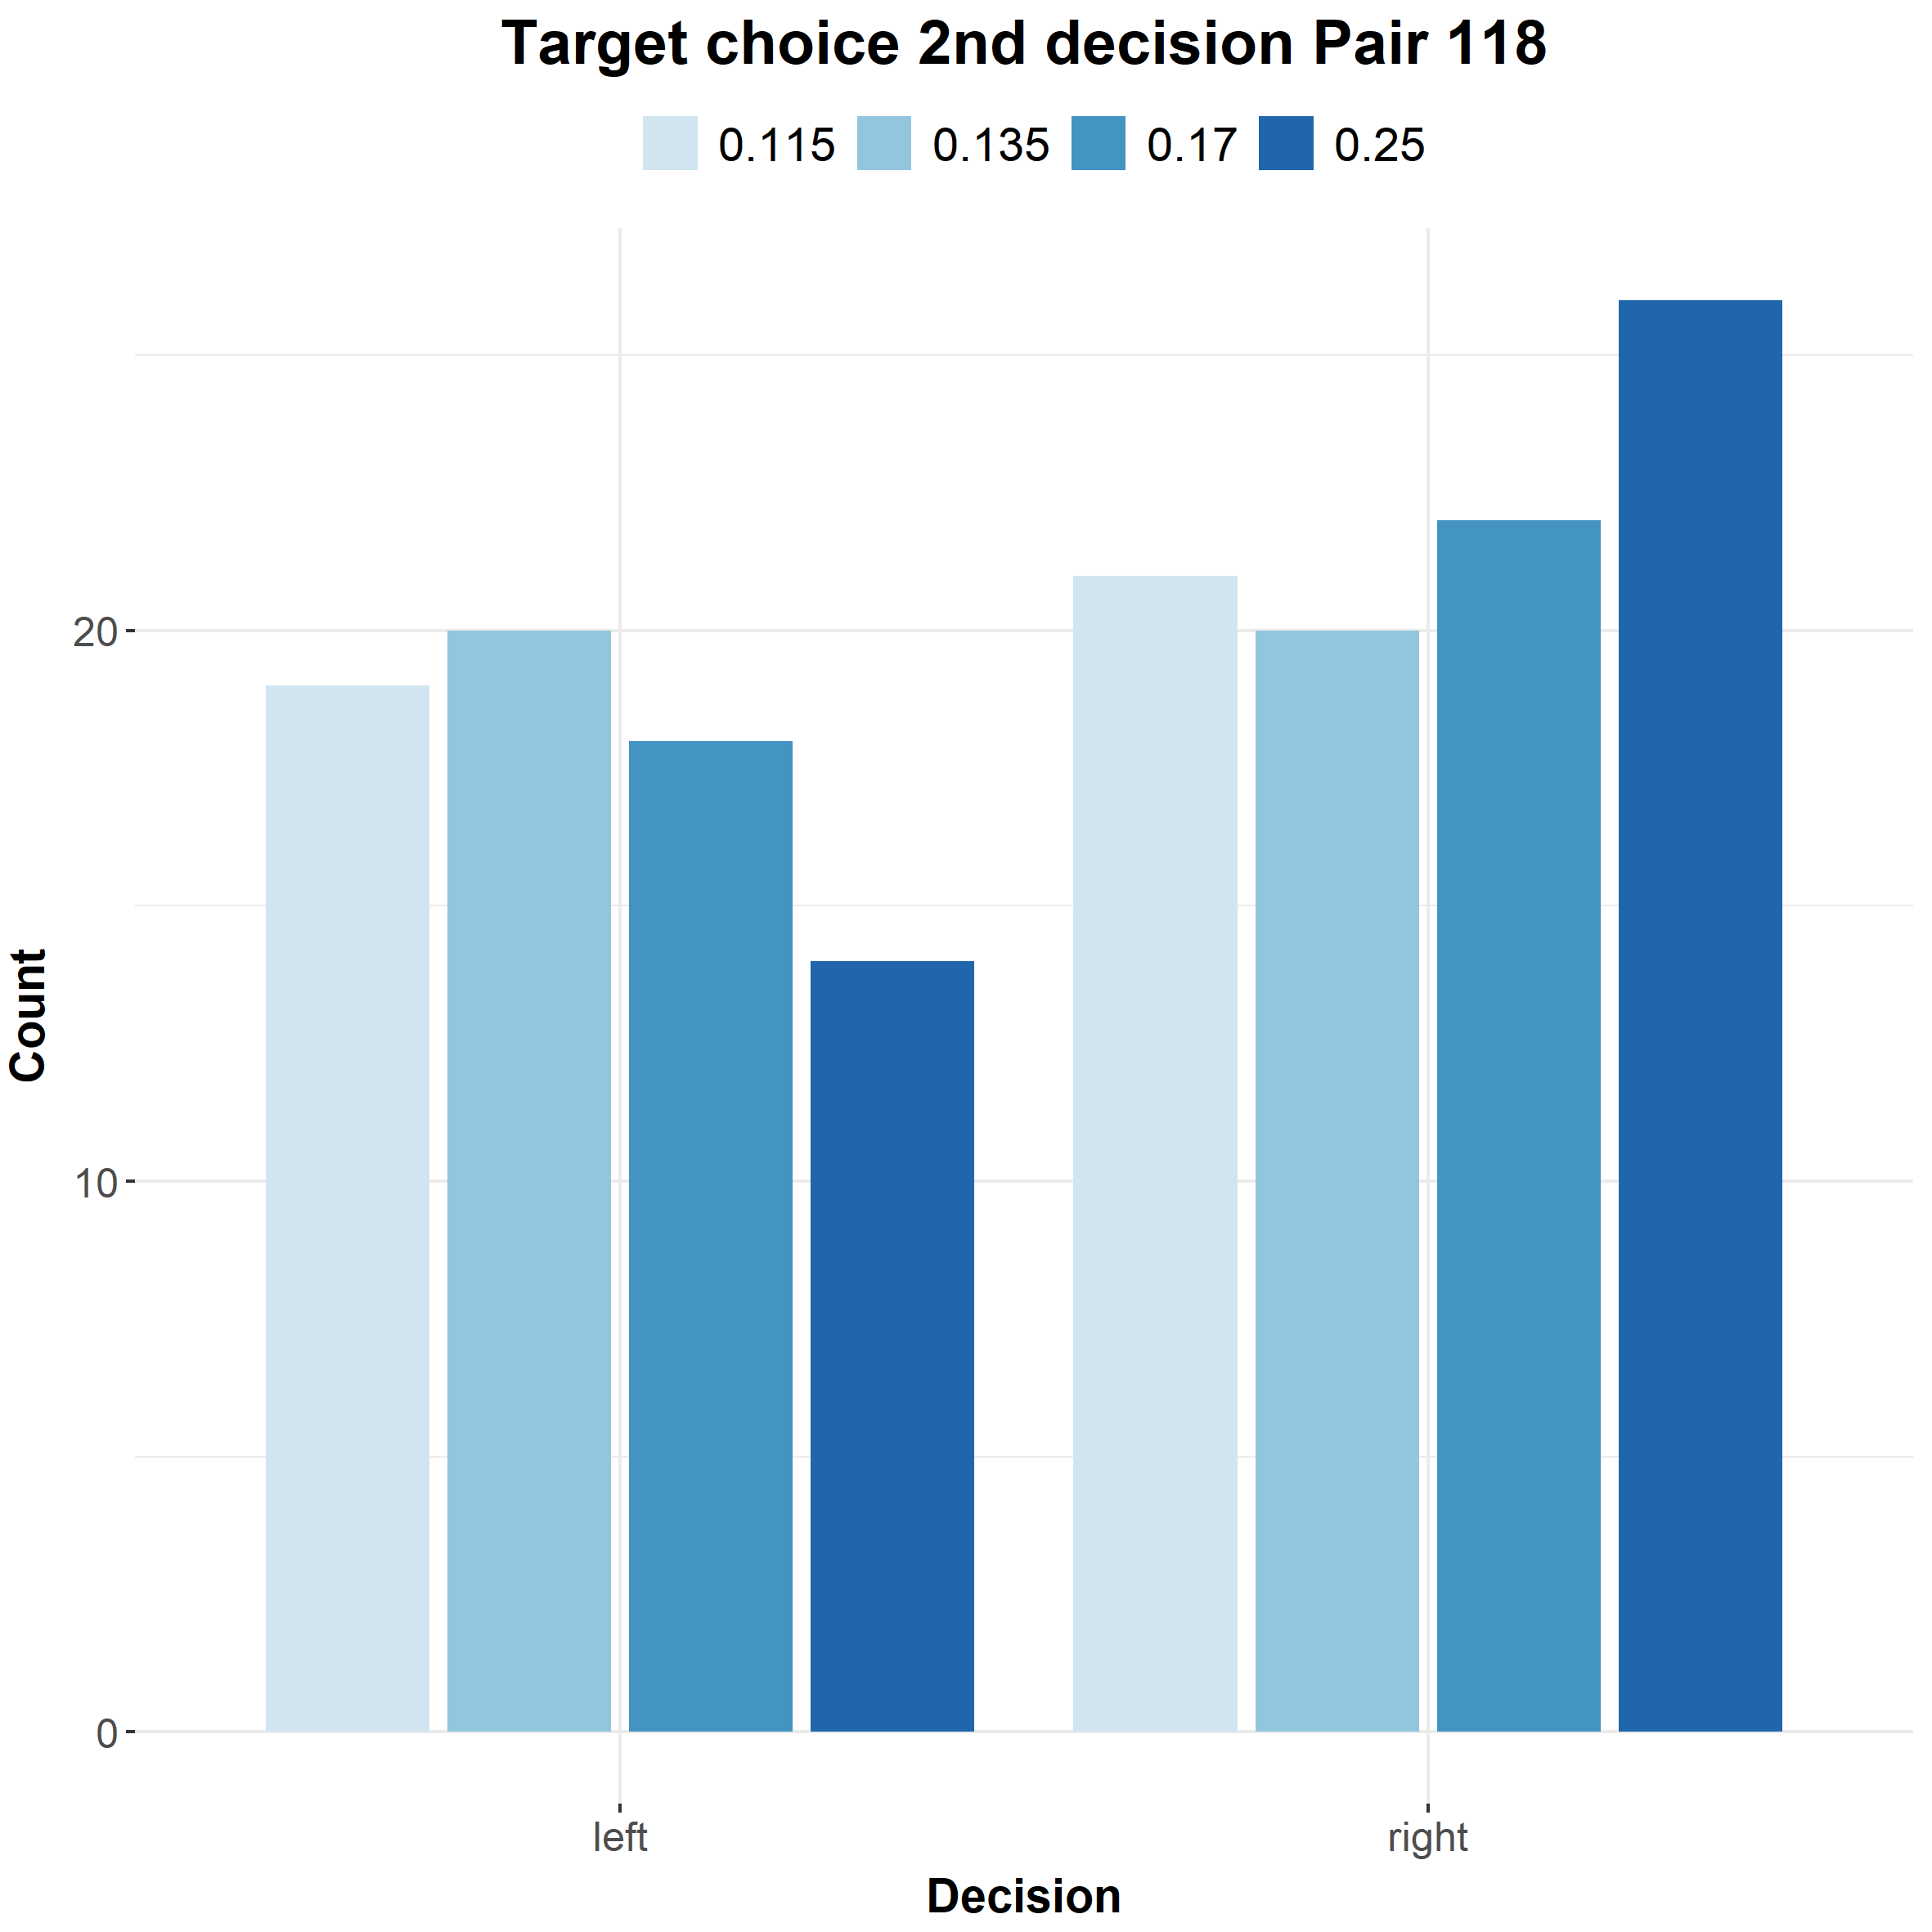 Target choice 2nd decision Pair 118
0.115 0.135 0.17 0.25
Count
20
10
0
left right
Decision